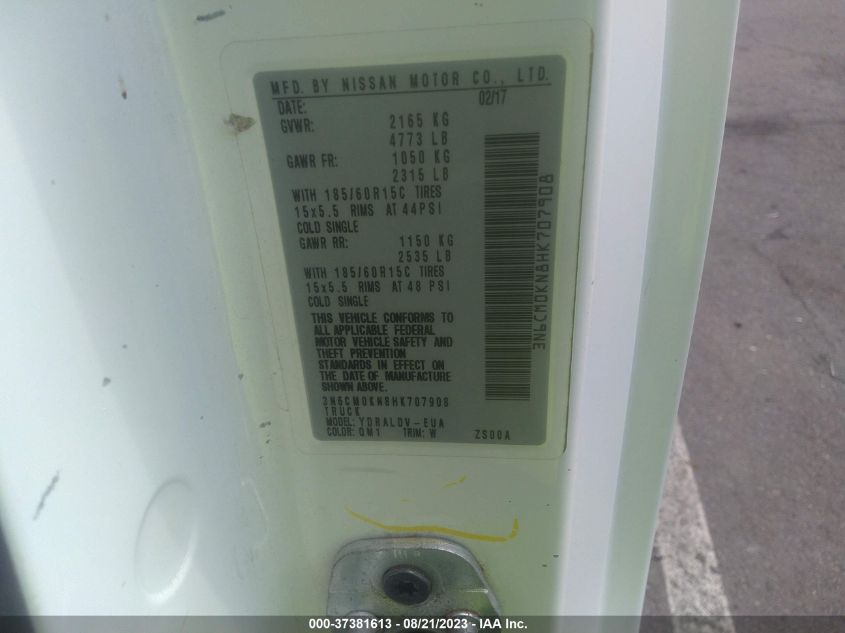 MFD. BY NISSAN MOTOR CO., LTD.
DATE: 02/17
GVWR: 2165 KG
4773 LB
GAWR FR: 1050 KG
2315 LB
WITH 185/60R15C TIRES
15x5.5 RIMS AT 44PSI
COLD SINGLE
GAWR RR: 1150 KG
2535 LB
WITH 185/60R15C TIRES
15x5.5 RIMS AT 48 PSI
COLD SINGLE
THIS VEHICLE CONFORMS TO
ALL APPLICABLE FEDERAL
MOTOR VEHICLE SAFETY AND
THEFT PREVENTION
STANDARDS IN EFFECT ON
THE DATE OF MANUFACTURE
SHOWN ABOVE.
3N6CM0KN8HK707908
TRUCK
MODEL: YDRALDV-EUA
COLOR: QM1 TRIM: W ZS00A
3N6CM0KN8HK707908
000-37381613 - 08/21/2023 - IAA Inc.